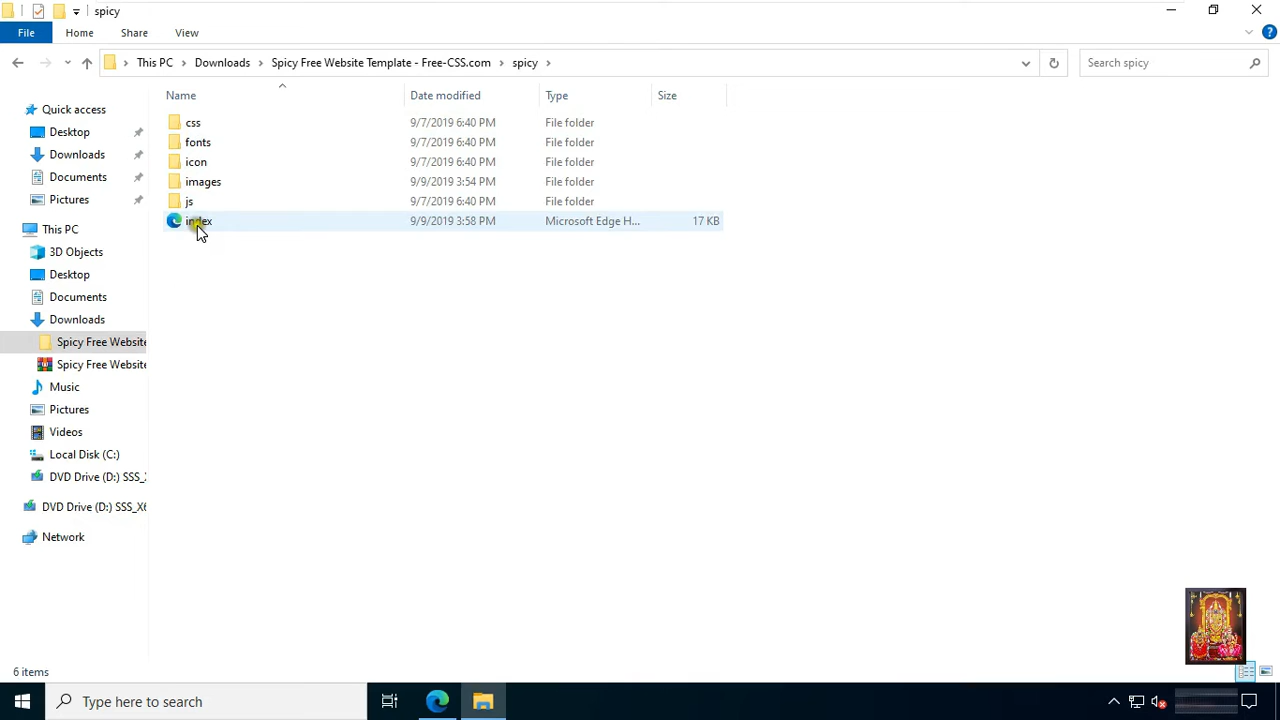 spicy
File
Home
Share
View
This PC
Downloads
Spicy Free Website Template - Free-CSS.com
spicy
Search spicy
Name
Date modified
Type
Size
Quick access
Desktop
Downloads
Documents
Pictures
This PC
3D Objects
Desktop
Documents
Downloads
Spicy Free Website
Spicy Free Website
Music
Pictures
Videos
Local Disk (C:)
DVD Drive (D:) SSS_X
DVD Drive (D:) SSS_X6
Network
css 9/7/2019 6:40 PM File folder
fonts 9/7/2019 6:40 PM File folder
icon 9/7/2019 6:40 PM File folder
images 9/9/2019 3:54 PM File folder
js 9/7/2019 6:40 PM File folder
index 9/9/2019 3:58 PM Microsoft Edge H... 17 KB
6 items
Type here to search